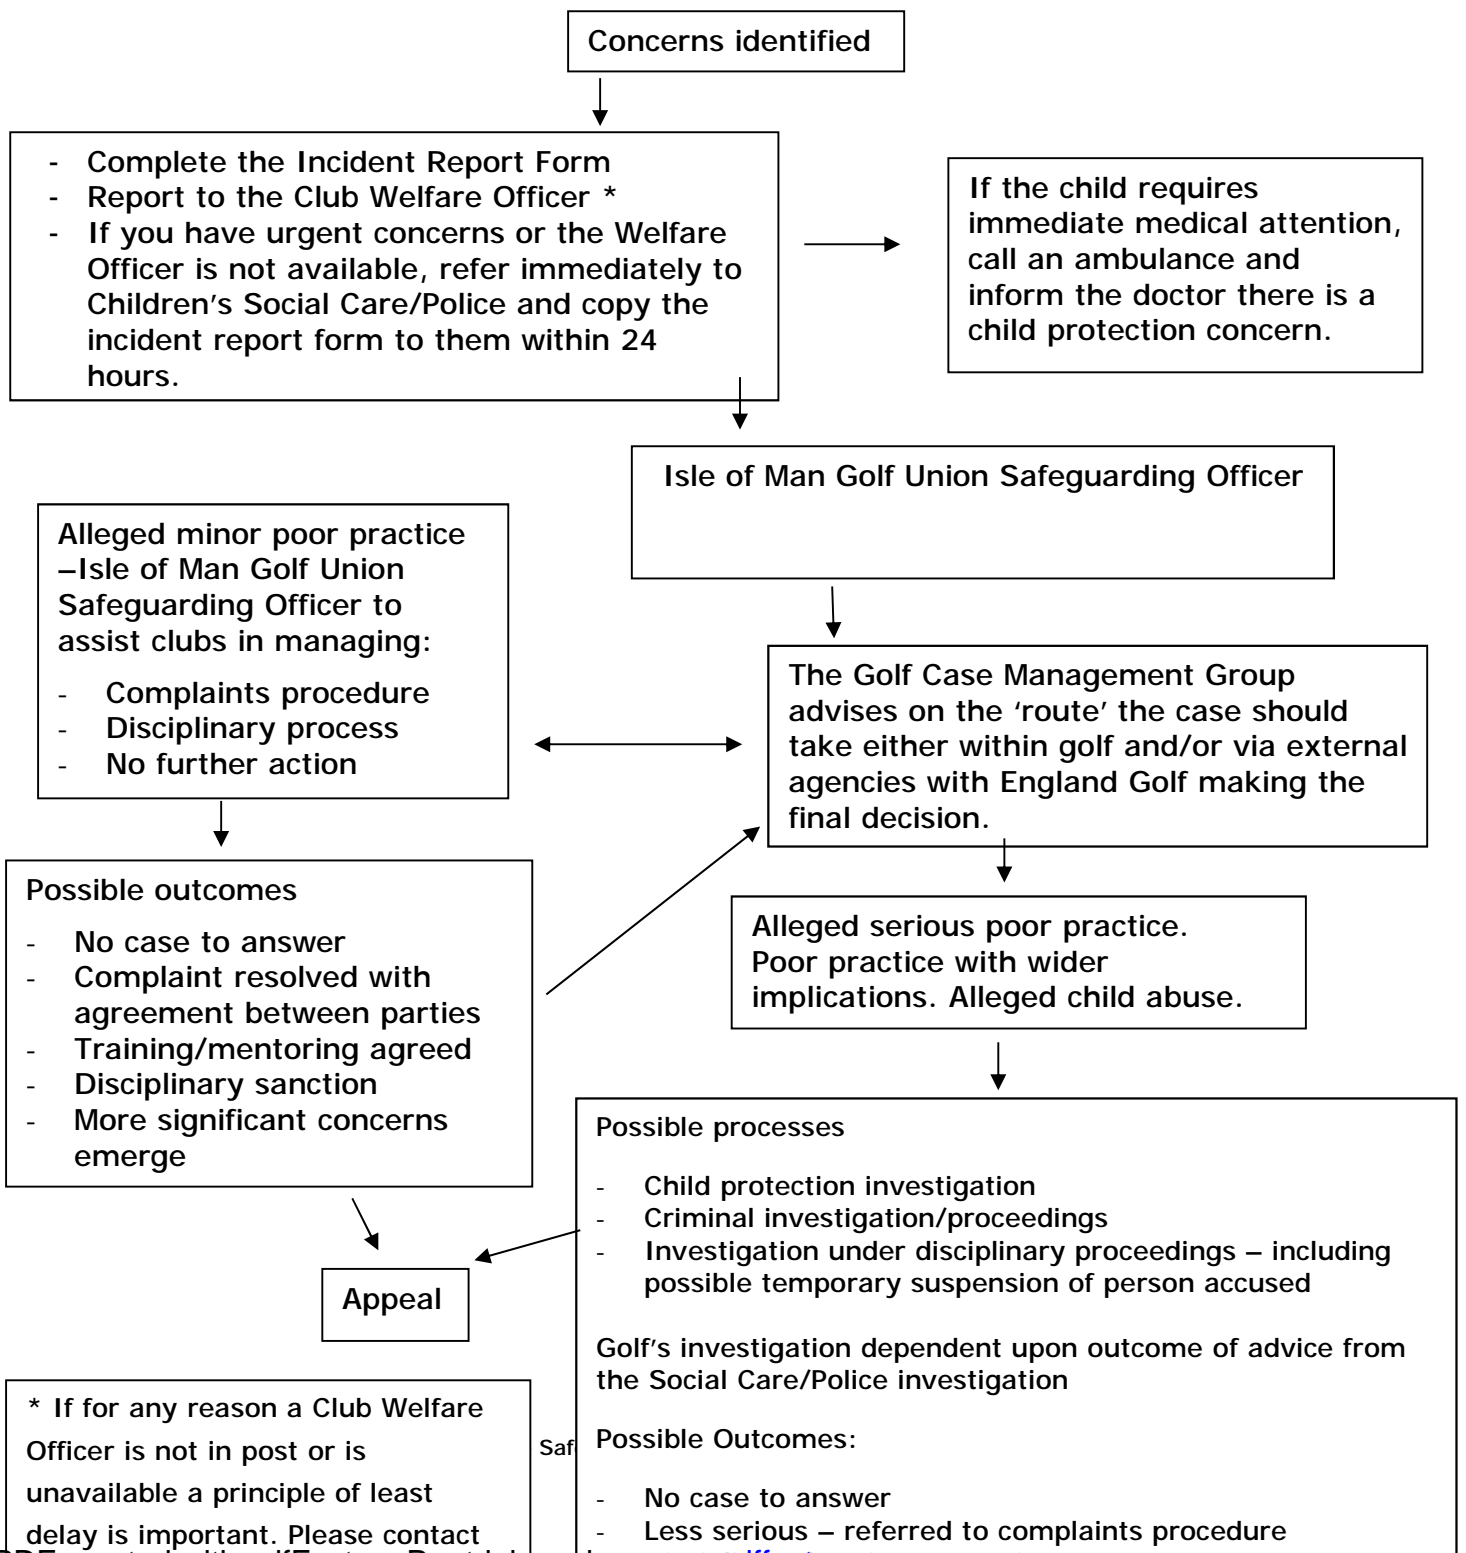 Concerns identified
- Complete the Incident Report Form
- Report to the Club Welfare Officer *
- If you have urgent concerns or the Welfare
Officer is not available, refer immediately to
Children's Social Care/Police and copy the
incident report form to them within 24
hours.
If the child requires
immediate medical attention,
call an ambulance and
inform the doctor there is a
child protection concern.
Isle of Man Golf Union Safeguarding Officer
Alleged minor poor practice
–Isle of Man Golf Union
Safeguarding Officer to
assist clubs in managing:
- Complaints procedure
- Disciplinary process
- No further action
The Golf Case Management Group
advises on the ‘route’ the case should
take either within golf and/or via external
agencies with England Golf making the
final decision.
Possible outcomes
- No case to answer
- Complaint resolved with
agreement between parties
- Training/mentoring agreed
- Disciplinary sanction
- More significant concerns
emerge
Alleged serious poor practice.
Poor practice with wider
implications. Alleged child abuse.
Possible processes
- Child protection investigation
- Criminal investigation/proceedings
- Investigation under disciplinary proceedings – including
possible temporary suspension of person accused
Golf's investigation dependent upon outcome of advice from
the Social Care/Police investigation
Possible Outcomes:
- No case to answer
- Less serious – referred to complaints procedure
Appeal
* If for any reason a Club Welfare
Officer is not in post or is
unavailable a principle of least
delay is important. Please contact
Saf